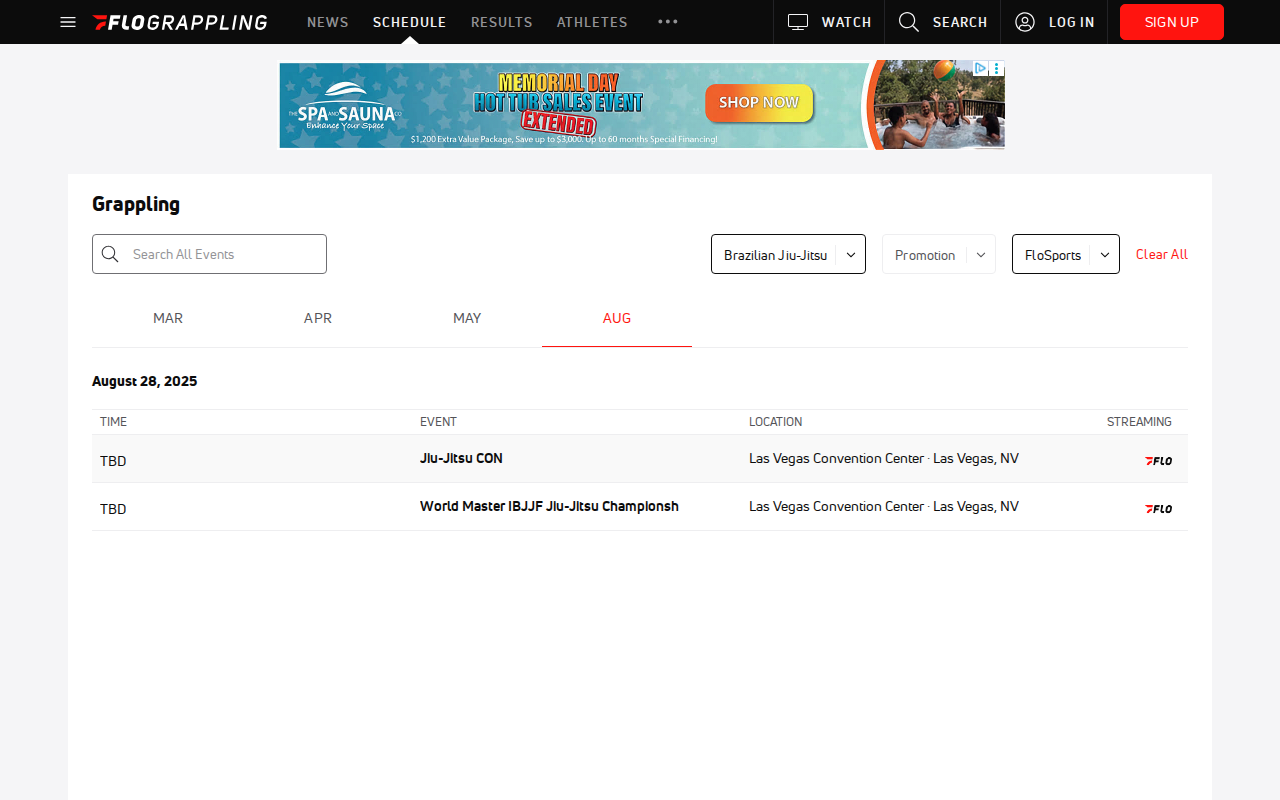 FLOGRAPPLING
NEWS
SCHEDULE
RESULTS
ATHLETES
WATCH
SEARCH
LOG IN
SIGN UP
THE SPA AND SAUNA CO
Enhance Your Space
MEMORIAL DAY
HOT TUB SALES EVENT
EXTENDED
$1,200 Extra Value Package, Save up to $3,000. Up to 60 months Special Financing!
SHOP NOW
Grappling
Search All Events
Brazilian Jiu-Jitsu
Promotion
FloSports
Clear All
MAR
APR
MAY
AUG
August 28, 2025
TIME EVENT LOCATION STREAMING
TBD Jiu-Jitsu CON Las Vegas Convention Center · Las Vegas, NV FLO
TBD World Master IBJJF Jiu-Jitsu Championsh Las Vegas Convention Center · Las Vegas, NV FLO